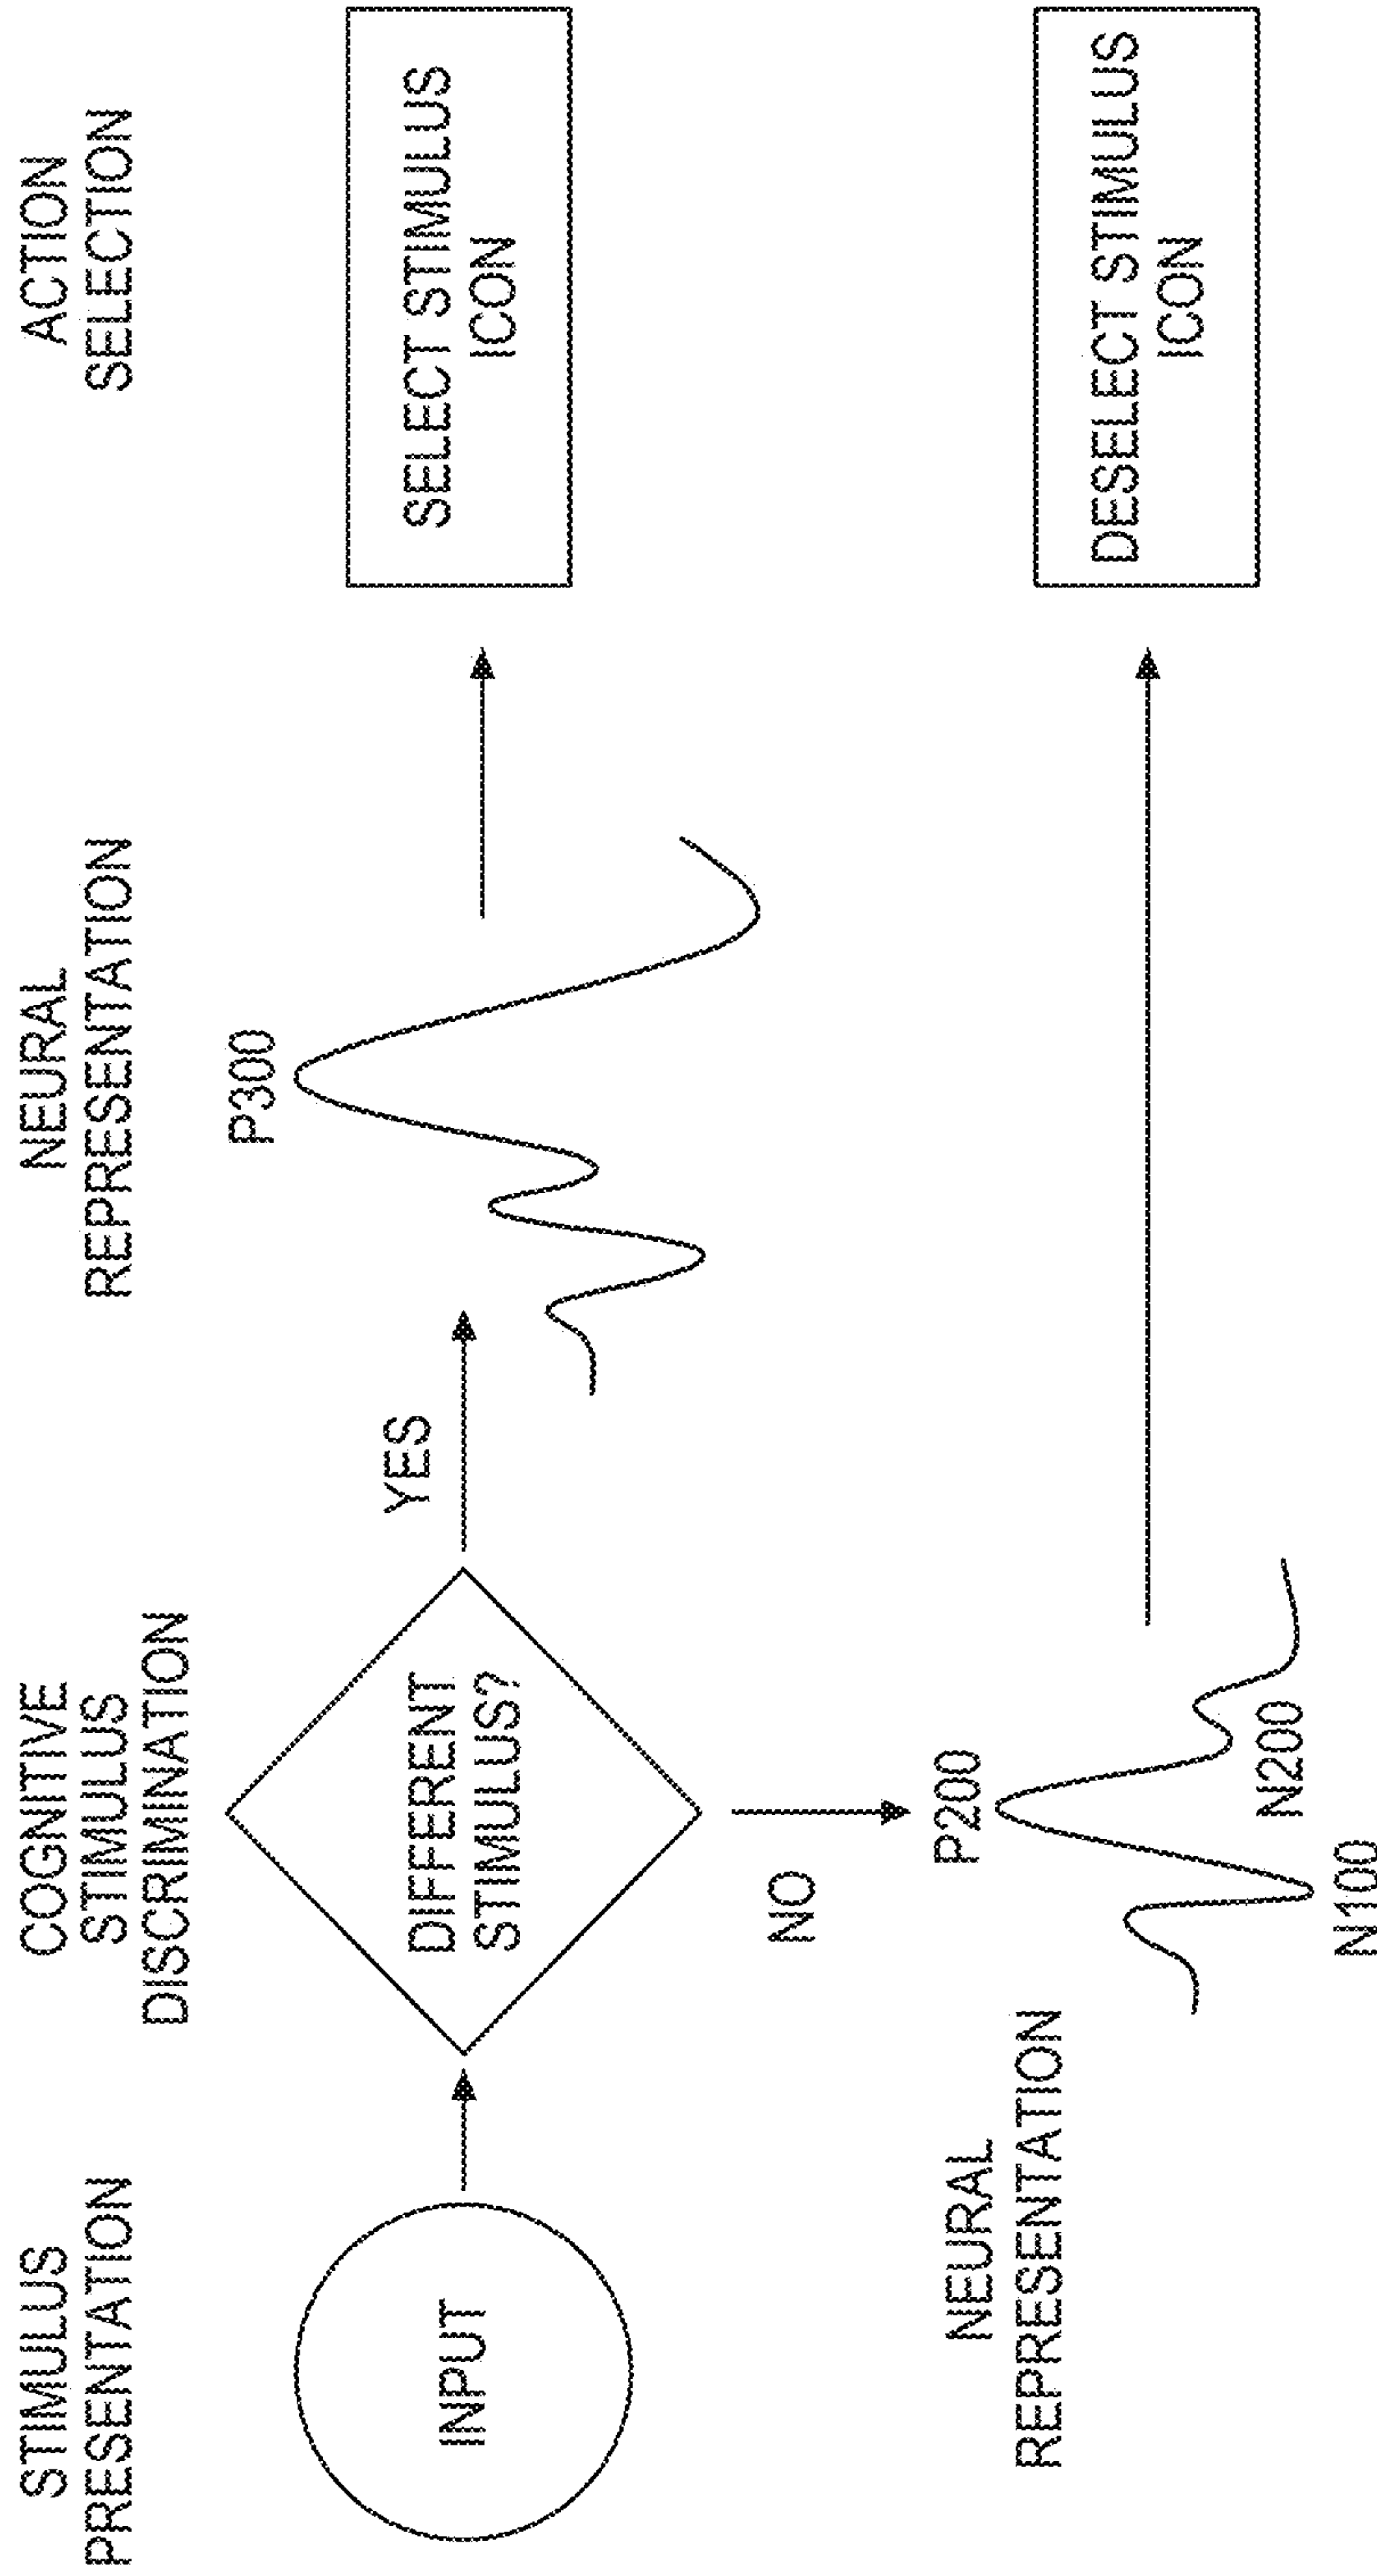 STIMULUS
PRESENTATION
COGNITIVE
STIMULUS
DISCRIMINATION
NEURAL
REPRESENTATION
ACTION
SELECTION
INPUT
DIFFERENT
STIMULUS?
YES
P300
SELECT STIMULUS
ICON
NO
NEURAL
REPRESENTATION
P200
N100
N200
DESELECT STIMULUS
ICON